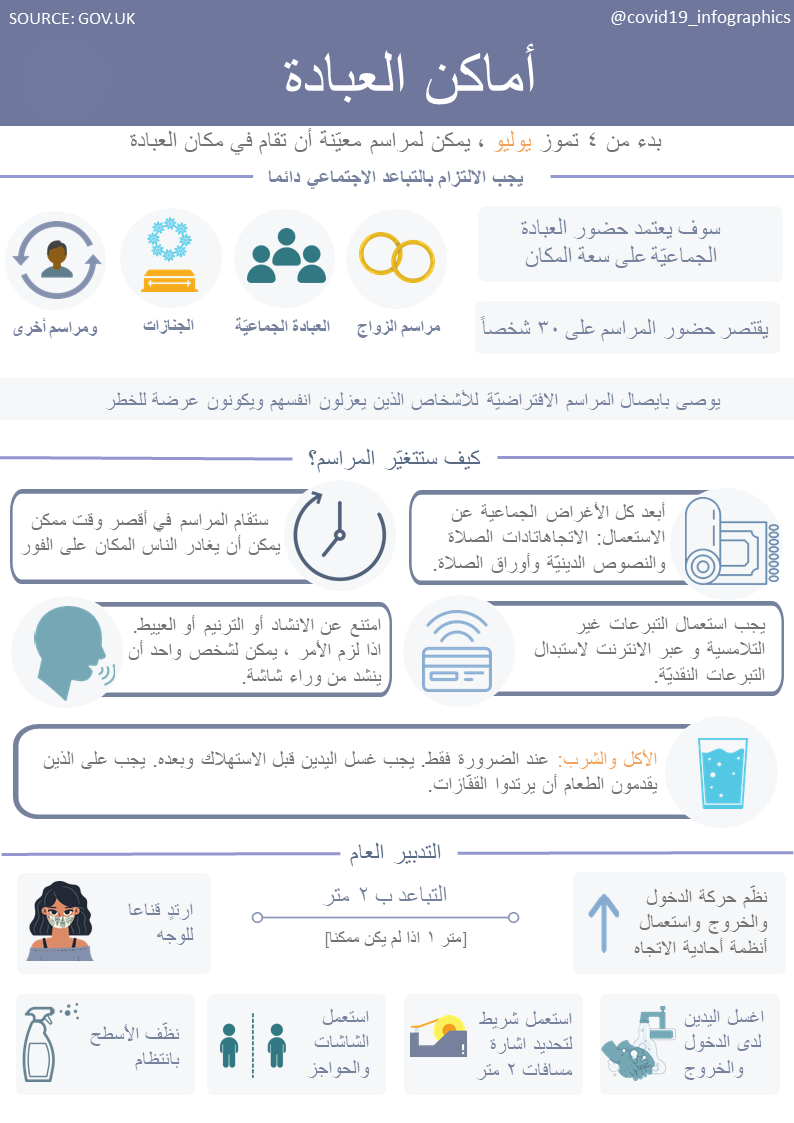 SOURCE: GOV.UK
@covid19_infographics
أماكن العبادة
بدء من ٤ تموز يوليو ، يمكن لمراسم معيّنة أن تقام في مكان العبادة
يجب الالتزام بالتباعد الاجتماعي دائما
سوف يعتمد حضور العبادة
الجماعيّة على سعة المكان
يقتصر حضور المراسم على ٣٠ شخصاً
مراسم الزواج
العبادة الجماعيّة
الجنازات
ومراسم أخرى
يوصى بايصال المراسم الافتراضيّة للأشخاص الذين يعزلون انفسهم ويكونون عرضة للخطر
كيف ستتغيّر المراسم؟
أبعد كل الأغراض الجماعية عن
الاستعمال: الاتجاهاتادات الصلاة
والنصوص الدينيّة وأوراق الصلاة.
ستقام المراسم في أقصر وقت ممكن
يمكن أن يغادر الناس المكان على الفور
يجب استعمال التبرعات غير
التلامسية و عبر الانترنت لاستبدال
التبرعات النقديّة.
امتنع عن الانشاد أو الترنيم أو العييط.
اذا لزم الأمر ، يمكن لشخص واحد أن
ينشد من وراء شاشة.
الأكل والشرب: عند الضرورة فقط. يجب غسل اليدين قبل الاستهلاك وبعده. يجب على الذين
يقدمون الطعام أن يرتدوا القفّازات.
التدبير العام
نظّم حركة الدخول
والخروج واستعمال
أنظمة أحادية الاتجاه
التباعد ب ٢ متر
[متر ١ اذا لم يكن ممكنا]
ارتدٍ قناعا
للوجه
اغسل اليدين
لدى الدخول
والخروج
استعمل شريط
لتحديد اشارة
مسافات ٢ متر
استعمل
الشاشات
والحواجز
نظّف الأسطح
بانتظام